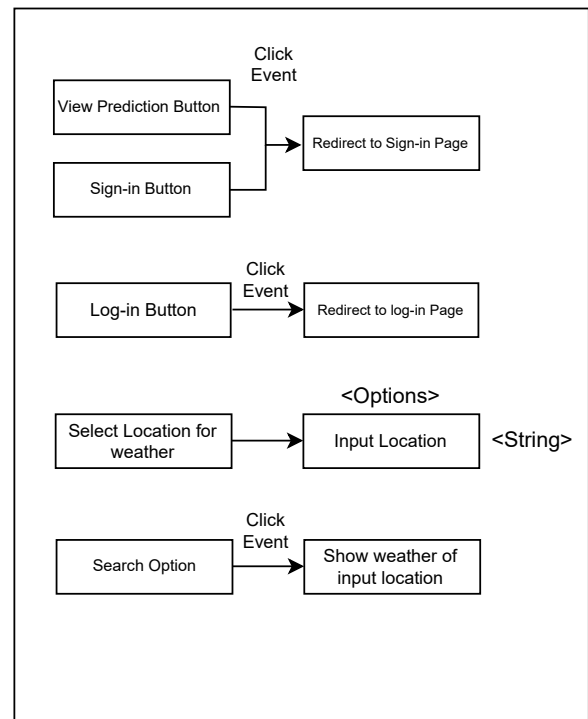 Click
Event
View Prediction Button
Redirect to Sign-in Page
Sign-in Button
Click
Event
Log-in Button
Redirect to log-in Page
<Options>
Select Location for
weather
Input Location
<String>
Click
Event
Search Option
Show weather of
input location